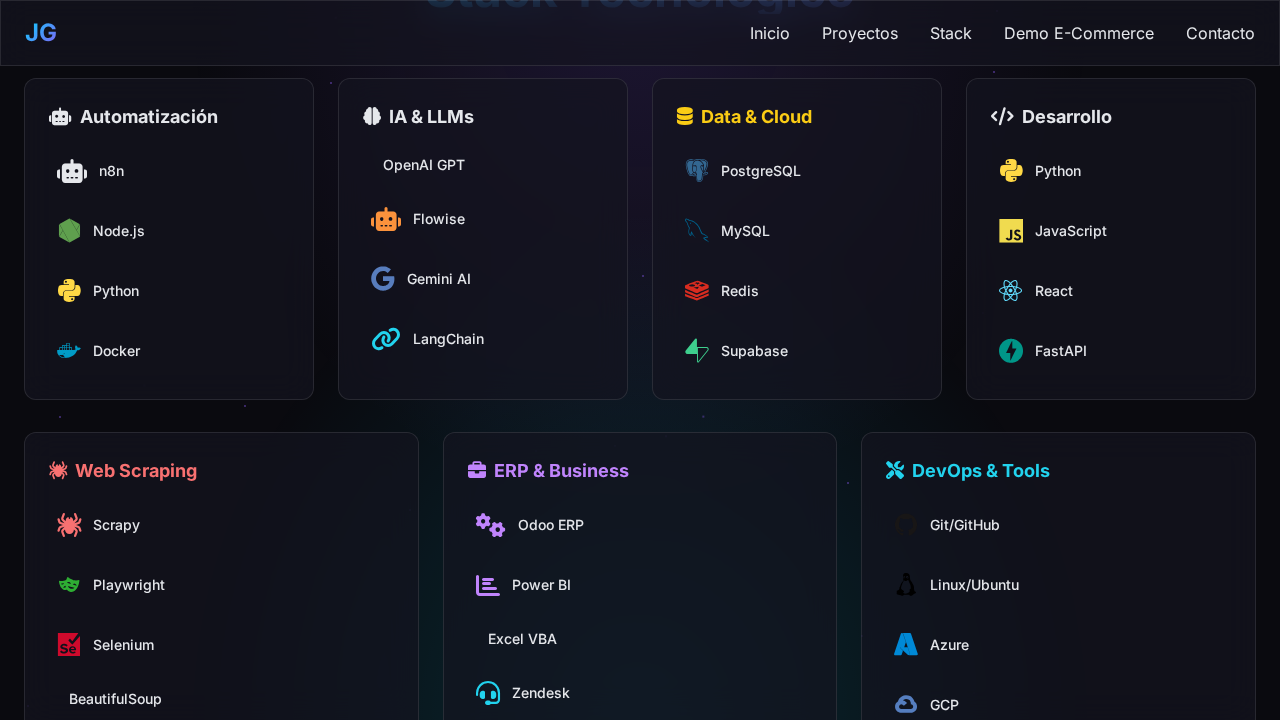 Stack Tecnológico
JG
Inicio
Proyectos
Stack
Demo E-Commerce
Contacto
Automatización
n8n
Node.js
Python
Docker
IA & LLMs
OpenAI GPT
Flowise
Gemini AI
LangChain
Data & Cloud
PostgreSQL
MySQL
Redis
Supabase
Desarrollo
Python
JS
JavaScript
React
FastAPI
Web Scraping
Scrapy
Playwright
Se
Selenium
BeautifulSoup
ERP & Business
Odoo ERP
Power BI
Excel VBA
Zendesk
DevOps & Tools
Git/GitHub
Linux/Ubuntu
Azure
GCP